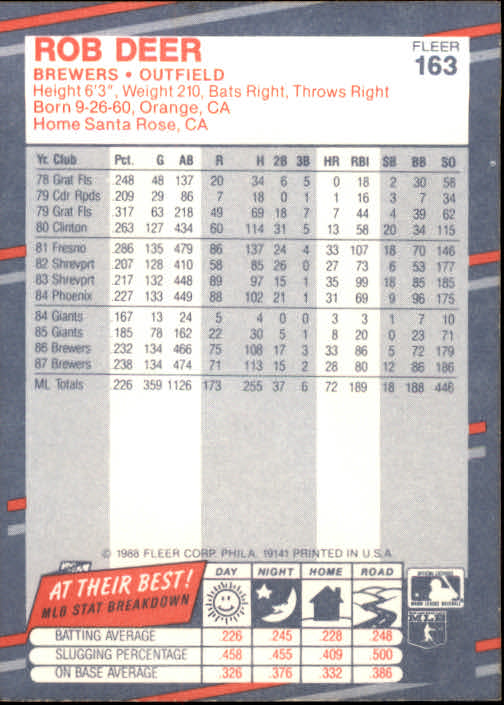 ROB DEER
FLEER
163
BREWERS • OUTFIELD
Height 6'3", Weight 210, Bats Right, Throws Right
Born 9-26-60, Orange, CA
Home Santa Rose, CA
Yr. Club Pct. G AB R H 2B 3B HR RBI SB BB SO
78 Grat Fls .248 48 137 20 34 6 5 0 18 2 30 58
79 Cdr Rpds .209 29 86 7 18 0 1 1 16 3 7 34
79 Grat Fls .317 63 218 49 69 18 7 7 44 4 39 62
80 Clinton .263 127 434 60 114 31 5 13 58 20 34 115
81 Fresno .286 135 479 86 137 24 4 33 107 18 70 146
82 Shrevprt .207 128 410 58 85 26 0 27 73 6 53 177
83 Shrevprt .217 132 448 89 97 15 1 35 99 18 85 185
84 Phoenix .227 133 449 88 102 21 1 31 69 9 96 175
84 Giants .167 13 24 5 4 0 0 3 3 1 7 10
85 Giants .185 78 162 22 30 5 1 8 20 0 23 71
86 Brewers .232 134 466 75 108 17 3 33 86 5 72 179
87 Brewers .238 134 474 71 113 15 2 28 80 12 86 186
ML Totals .226 359 1126 173 255 37 6 72 189 18 188 446
© 1988 FLEER CORP. PHILA. 19141 PRINTED IN U.S.A.
AT THEIR BEST!
MLB STAT BREAKDOWN
DAY NIGHT HOME ROAD
BATTING AVERAGE .226 .245 .228 .248
SLUGGING PERCENTAGE .458 .455 .409 .500
ON BASE AVERAGE .326 .376 .332 .386
MAJOR LEAGUE BASEBALL
MLB